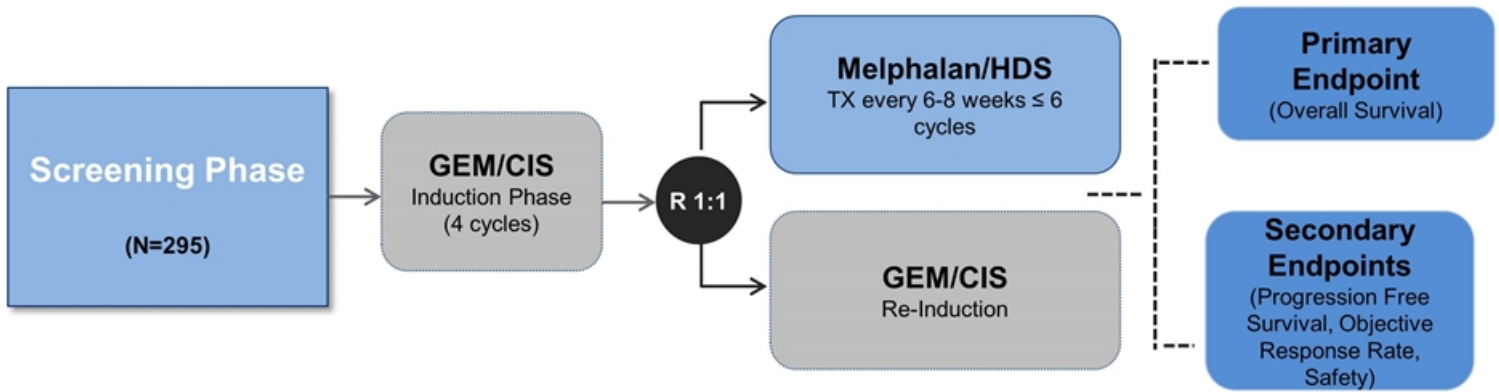 Screening Phase
(N=295)
GEM/CIS
Induction Phase
(4 cycles)
R 1:1
Melphalan/HDS
TX every 6-8 weeks ≤ 6
cycles
GEM/CIS
Re-Induction
Primary
Endpoint
(Overall Survival)
Secondary
Endpoints
(Progression Free
Survival, Objective
Response Rate,
Safety)